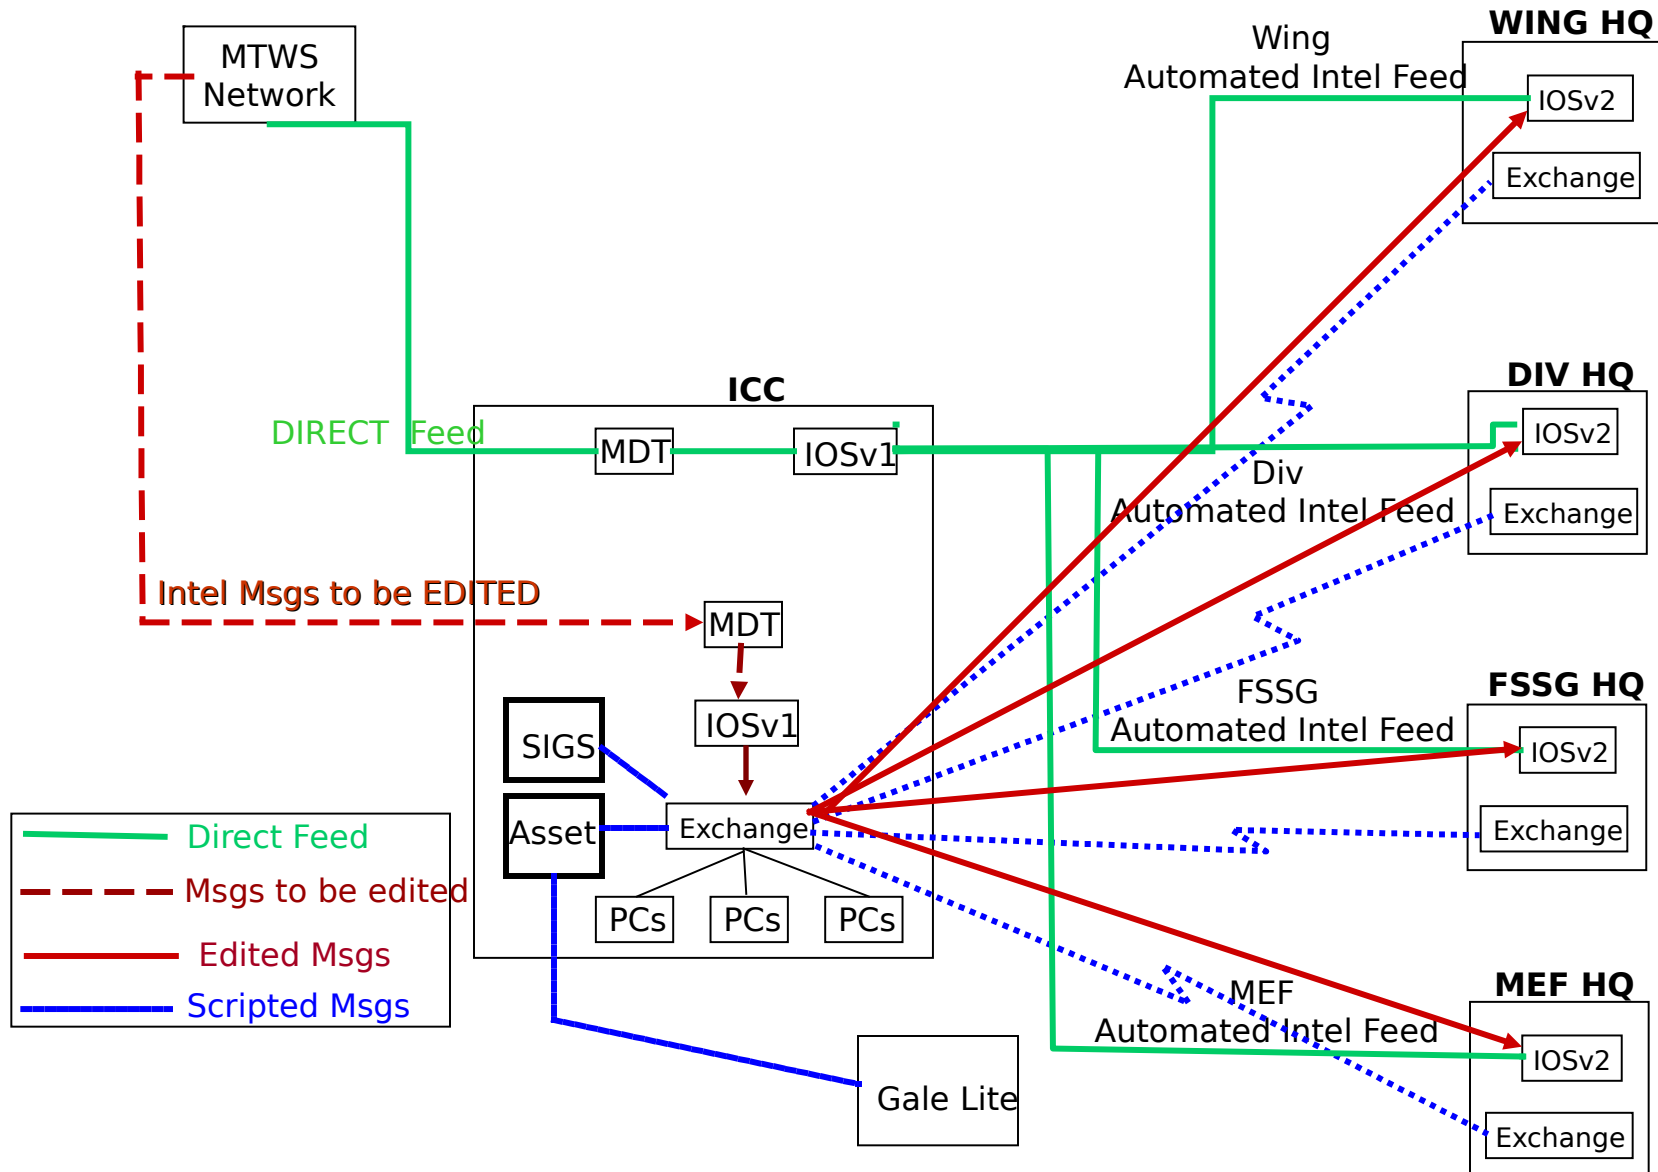 WING HQ
Wing
Automated Intel Feed
MTWS
Network
IOSv2
Exchange
DIV HQ
ICC
DIRECT Feed
MDT
IOSv1
IOSv2
Div
Automated Intel Feed
Exchange
Intel Msgs to be EDITED
MDT
FSSG HQ
FSSG
Automated Intel Feed
IOSv1
SIGS
IOSv2
Asset
Exchange
Exchange
Direct Feed
Msgs to be edited
Edited Msgs
Scripted Msgs
PCs
PCs
PCs
MEF HQ
MEF
Automated Intel Feed
IOSv2
Gale Lite
Exchange